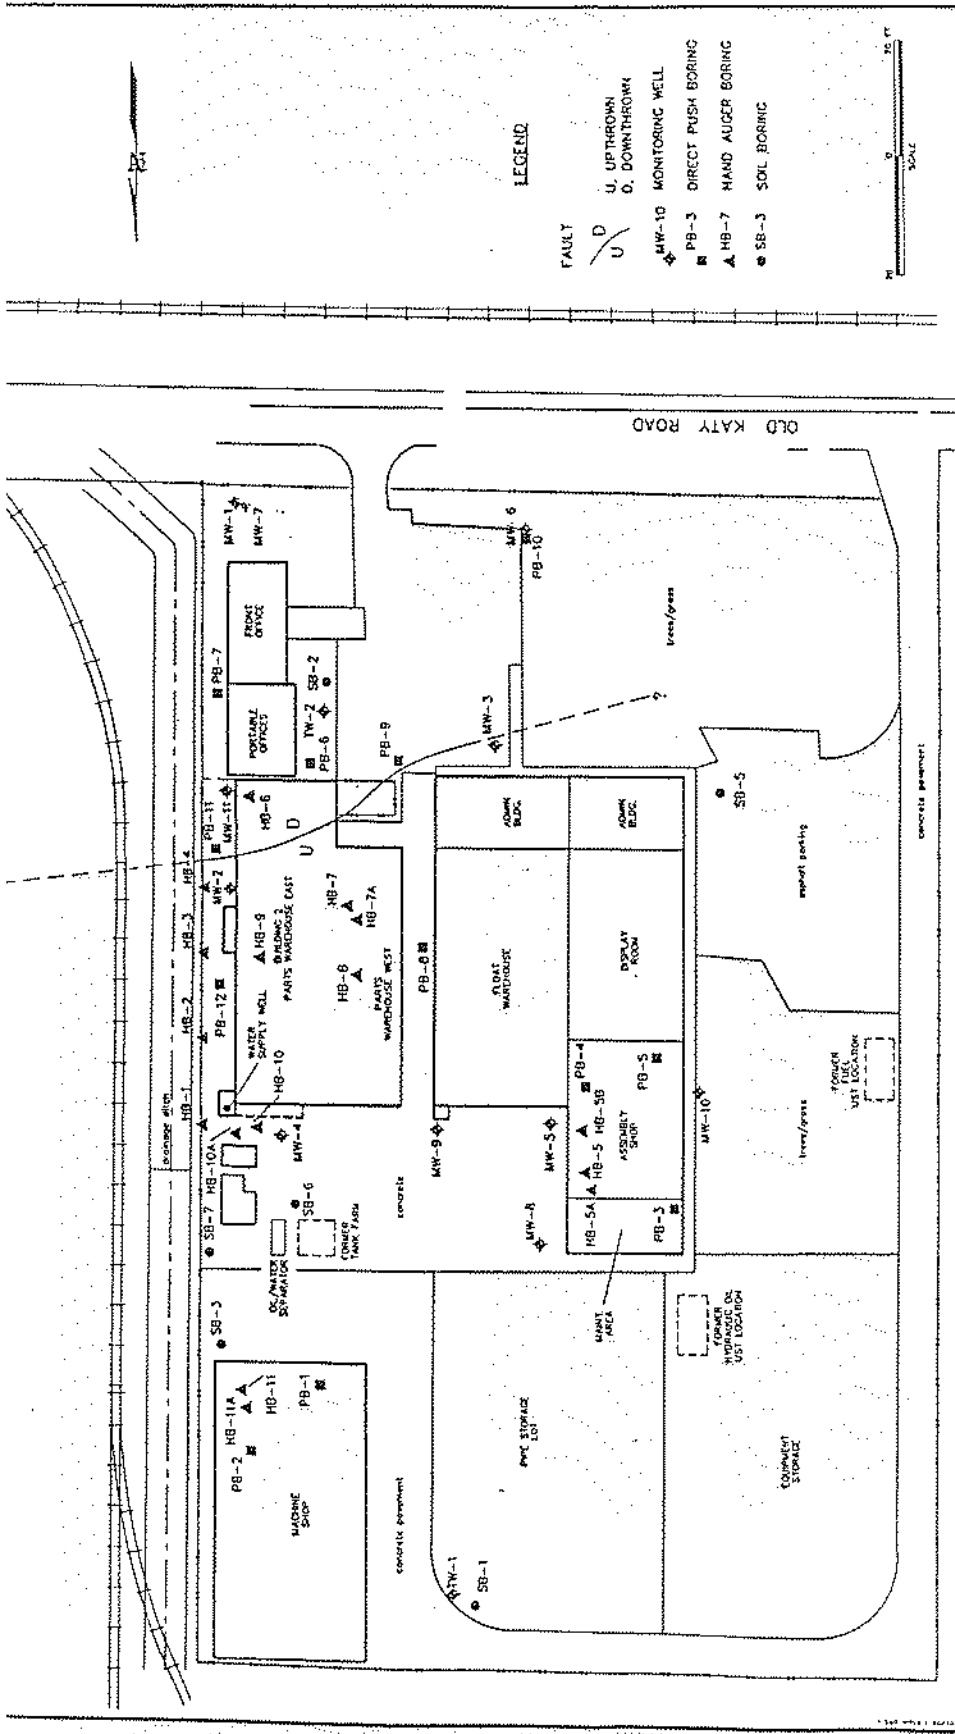 LEGEND
FAULT
U D
U, UPTHROWN
D, DOWNTHROWN
MW-10 MONITORING WELL
PB-3 DIRECT PUSH BORING
HB-7 HAND AUGER BORING
SB-3 SOIL BORING
SCALE
OLD KATY ROAD
drainage ditch
MW-1
MW-7
FRONT
OFFICE
PORTABLE
OFFICES
PB-7
SB-2
TW-2
PB-6
PB-9
MW-6
PB-10
trees/grass
?
MW-3
PB-11
MW-11
HB-6
HB-4
MW-2
HB-3
HB-2
HB-1
PB-12
U D
HB-9
BUILDING 2
PARTS WAREHOUSE EAST
HB-7
HB-7A
HB-8
PARTS
WAREHOUSE WEST
WATER
SUPPLY WELL
HB-10
HB-10A
MW-4
PB-8
ADMIN
BLDG.
ADMIN
BLDG.
FLOAT
WAREHOUSE
DISPLAY
ROOM
SB-5
asphalt parking
concrete pavement
PB-4
PB-5
HB-5B
HB-5
HB-5A
ASSEMBLY
SHOP
PB-3
MAINT.
AREA
MW-10
MW-9
MW-5
MW-8
FORMER
FUEL
UST LOCATION
trees/grass
SB-7
SB-6
concrete
FORMER
TANK FARM
OIL/WATER
SEPARATOR
SB-3
FORMER
HYDRAULIC OIL
UST LOCATION
HB-11A
HB-11
PB-1
PB-2
MACHINE
SHOP
PIPE STORAGE
LOT
EQUIPMENT
STORAGE
concrete pavement
TW-1
SB-1